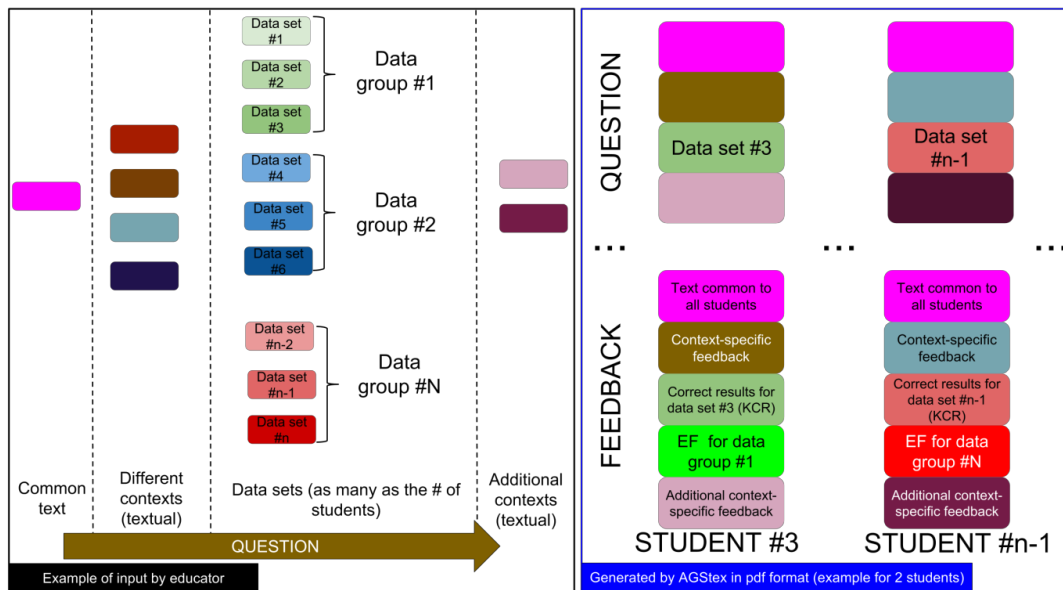 Data set
#1
Data set
#2
Data set
#3
Data
group #1
Data set
#4
Data set
#5
Data set
#6
Data
group #2
Data set
#n-2
Data set
#n-1
Data set
#n
Data
group #N
Common
text
Different
contexts
(textual)
Data sets (as many as the # of
students)
Additional
contexts
(textual)
QUESTION
Example of input by educator
QUESTION
Data set #3
Data set
#n-1
...
...
...
FEEDBACK
Text common to
all students
Context-specific
feedback
Correct results for
data set #3 (KCR)
EF for data
group #1
Additional context-
specific feedback
STUDENT #3
Text common to
all students
Context-specific
feedback
Correct results for
data set #n-1
(KCR)
EF for data
group #N
Additional context-
specific feedback
STUDENT #n-1
Generated by AGStex in pdf format (example for 2 students)